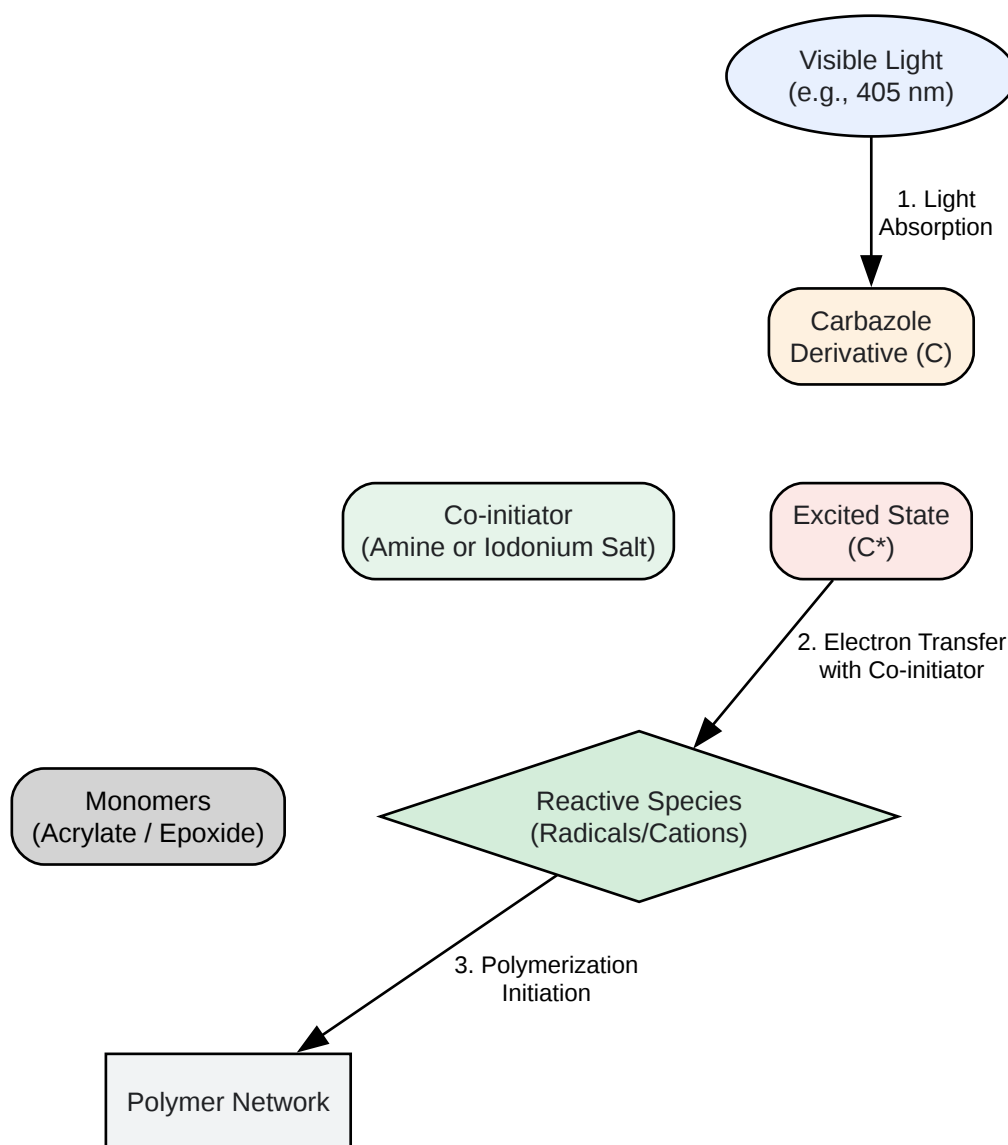 Visible Light
(e.g., 405 nm)
1. Light
Absorption
Carbazole
Derivative (C)
Co-initiator
(Amine or Iodonium Salt)
Excited State
(C*)
2. Electron Transfer
with Co-initiator
Monomers
(Acrylate / Epoxide)
Reactive Species
(Radicals/Cations)
3. Polymerization
Initiation
Polymer Network